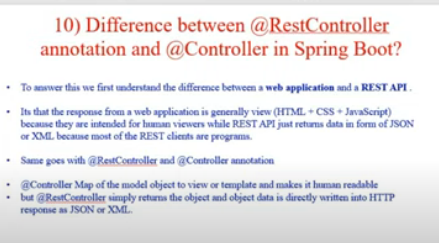 10) Difference between @RestController
annotation and @Controller in Spring Boot?
• To answer this we first understand the difference between a web application and a REST API .
• Its that the response from a web application is generally view (HTML + CSS + JavaScript)
because they are intended for human viewers while REST API just returns data in form of JSON
or XML because most of the REST clients are programs.
• Same goes with @RestController and @Controller annotation
• @Controller Map of the model object to view or template and makes it human readable
• but @RestController simply returns the object and object data is directly written into HTTP
response as JSON or XML.